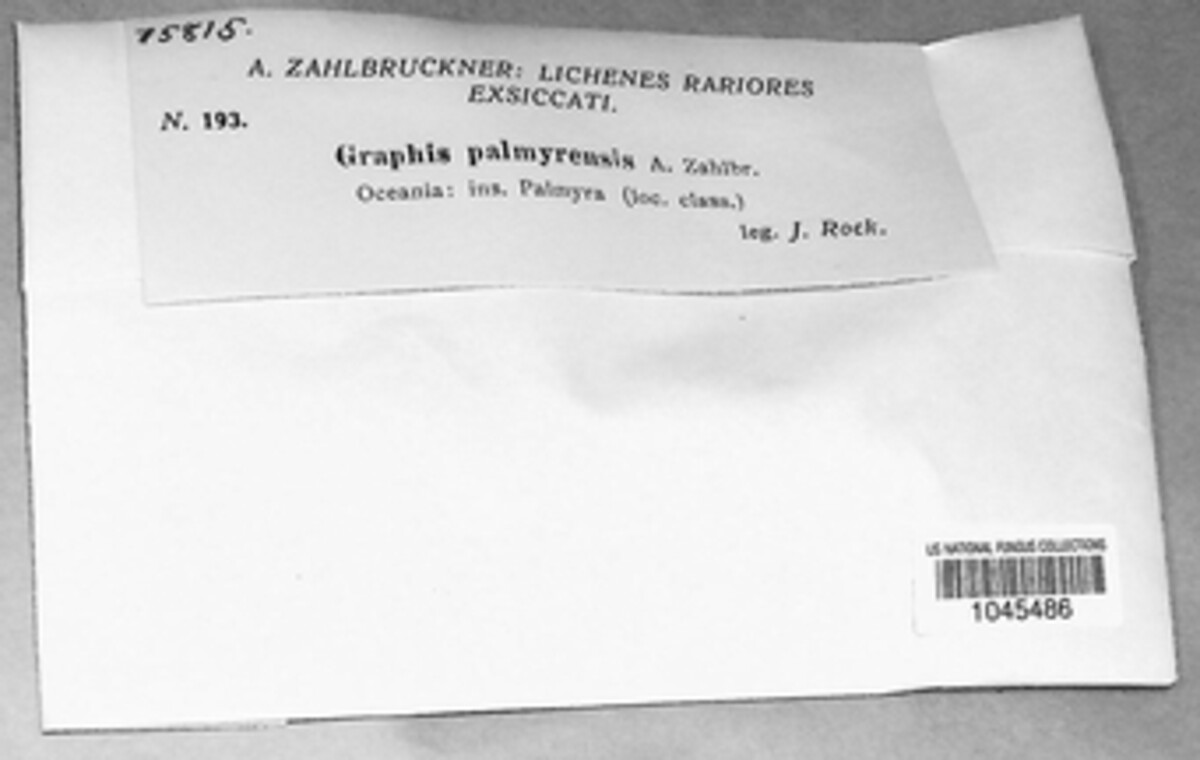 75815.
A. ZAHLBRUCKNER: LICHENES RARIORES
EXSICCATI.
N. 193.
Graphis palmyrensis A. Zahlbr.
Oceania: ins. Palmyra (loc. class.)
leg. J. Rock.
US NATIONAL FUNGUS COLLECTIONS
1045486